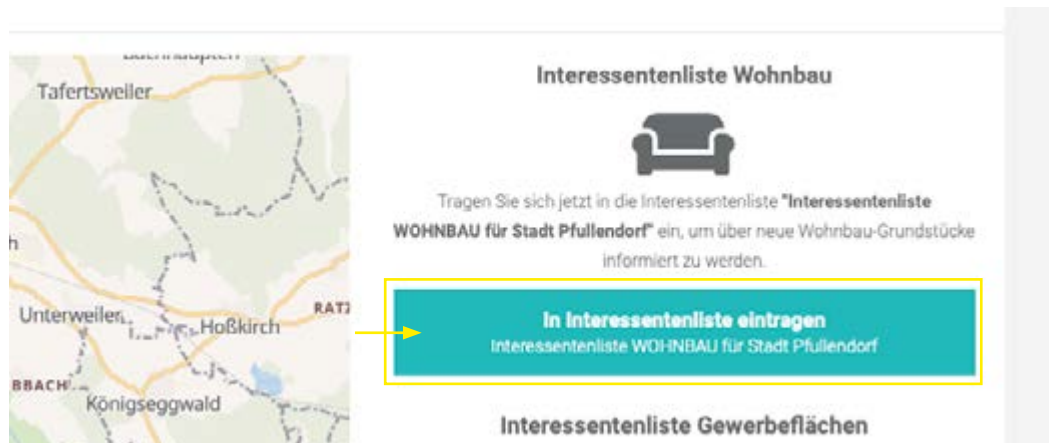 Tafertsweiler
Unterweiler
Hoßkirch
RATZ
BBACH
Königseggwald
Interessentenliste Wohnbau
Tragen Sie sich jetzt in die Interessentenliste "Interessentenliste
WOHNBAU für Stadt Pfullendorf" ein, um über neue Wohnbau-Grundstücke
informiert zu werden.
In Interessentenliste eintragen
Interessentenliste WOHNBAU für Stadt Pfullendorf
Interessentenliste Gewerbeflächen